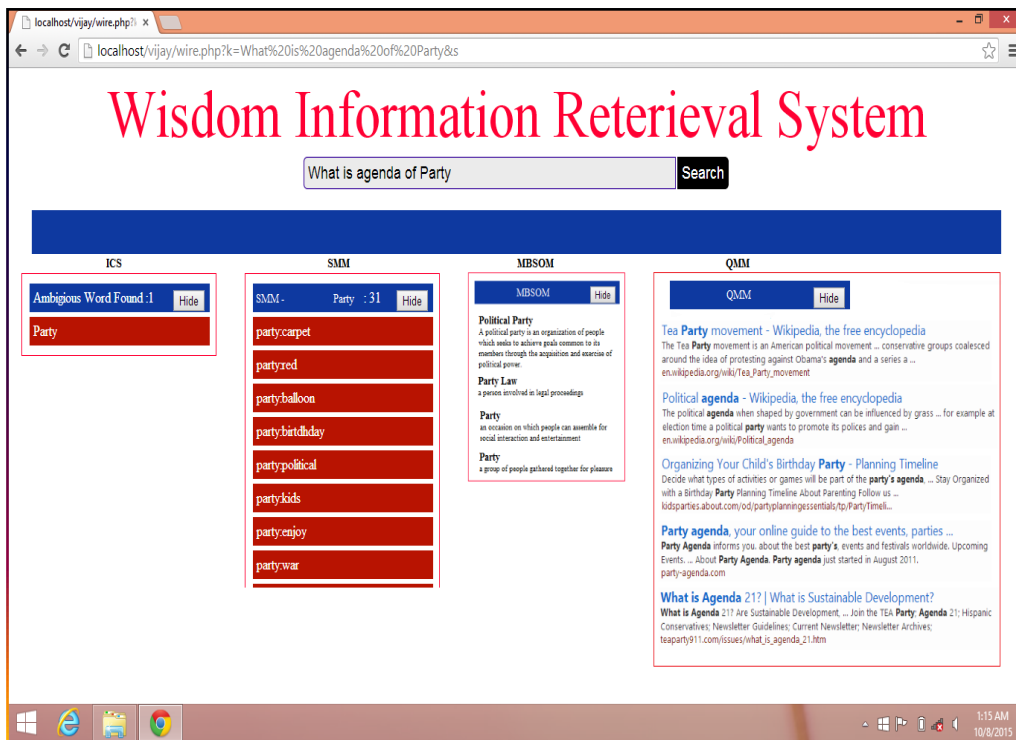 localhost/vijay/wire.php?k
localhost/vijay/wire.php?k=What%20is%20agenda%20of%20Party&s
Wisdom Information Reterieval System
What is agenda of Party
Search
ICS
Ambigious Word Found :1
Hide
Party
SMM
SMM - Party : 31
Hide
party:carpet
party:red
party:balloon
party:birtdhday
party:political
party:kids
party:enjoy
party:war
MBSOM
MBSOM
Hide
Political Party
A political party is an organization of people
which seeks to achieve goals common to its
members through the acquisition and exercise of
political power.
Party Law
a person involved in legal proceedings
Party
an occasion on which people can assemble for
social interaction and entertainment
Party
a group of people gathered together for pleasure
QMM
QMM
Hide
Tea Party movement - Wikipedia, the free encyclopedia
The Tea Party movement is an American political movement ... conservative groups coalesced
around the idea of protesting against Obama's agenda and a series a ...
en.wikipedia.org/wiki/Tea_Party_movement
Political agenda - Wikipedia, the free encyclopedia
The political agenda when shaped by government can be influenced by grass ... for example at
election time a political party wants to promote its polices and gain ...
en.wikipedia.org/wiki/Political_agenda
Organizing Your Child's Birthday Party - Planning Timeline
Decide what types of activities or games will be part of the party's agenda, ... Stay Organized
with a Birthday Party Planning Timeline About Parenting Follow us ...
kidsparties.about.com/od/partyplanningessentials/tp/PartyTimeli...
Party agenda, your online guide to the best events, parties ...
Party Agenda informs you. about the best party's, events and festivals worldwide. Upcoming
Events. ... About Party Agenda. Party agenda just started in August 2011.
party-agenda.com
What is Agenda 21? | What is Sustainable Development?
What is Agenda 21? Are Sustainable Development, ... Join the TEA Party; Agenda 21; Hispanic
Conservatives; Newsletter Guidelines; Current Newsletter; Newsletter Archives;
teaparty911.com/issues/what_is_agenda_21.htm
1:15 AM
10/8/2015